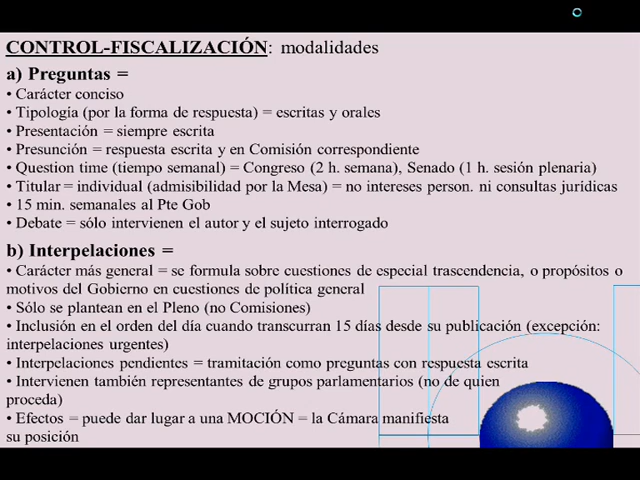 CONTROL-FISCALIZACIÓN: modalidades
a) Preguntas =
• Carácter conciso
• Tipología (por la forma de respuesta) = escritas y orales
• Presentación = siempre escrita
• Presunción = respuesta escrita y en Comisión correspondiente
• Question time (tiempo semanal) = Congreso (2 h. semana), Senado (1 h. sesión plenaria)
• Titular = individual (admisibilidad por la Mesa) = no intereses person. ni consultas juridicas
• 15 min. semanales al Pte Gob
• Debate = sólo intervienen el autor y el sujeto interrogado
b) Interpelaciones =
• Carácter más general = se formula sobre cuestiones de especial trascendencia, o propósitos o
motivos del Gobierno en cuestiones de política general
• Sólo se plantean en el Pleno (no Comisiones)
• Inclusión en el orden del día cuando transcurran 15 días desde su publicación (excepción:
interpelaciones urgentes)
• Interpelaciones pendientes = tramitación como preguntas con respuesta escrita
• Intervienen también representantes de grupos parlamentarios (no de quien
proceda)
• Efectos = puede dar lugar a una MOCIÓN = la Cámara manifiesta
su posición